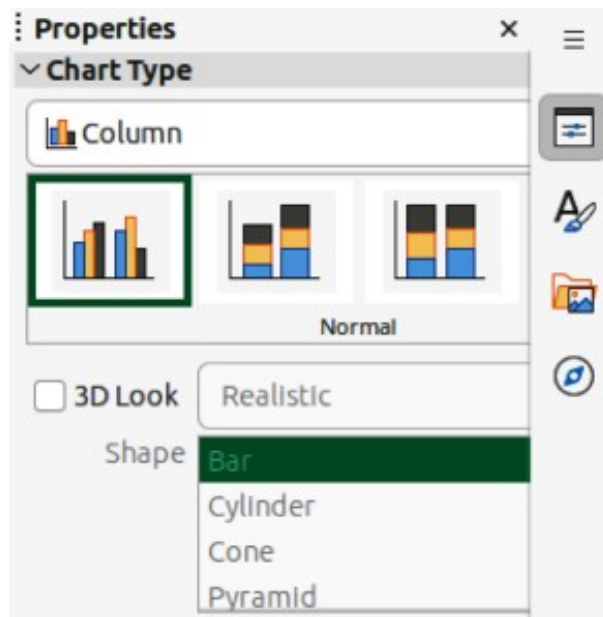 Properties
Chart Type
Column
Normal
3D Look
Realistic
Shape
Bar
Cylinder
Cone
Pyramid